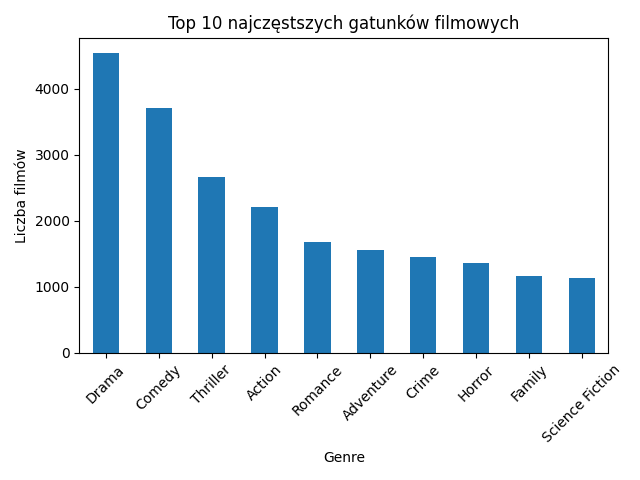 Top 10 najczęstszych gatunków filmowych
Liczba filmów
4000
3000
2000
1000
0
Drama
Comedy
Thriller
Action
Romance
Adventure
Crime
Horror
Family
Science Fiction
Genre